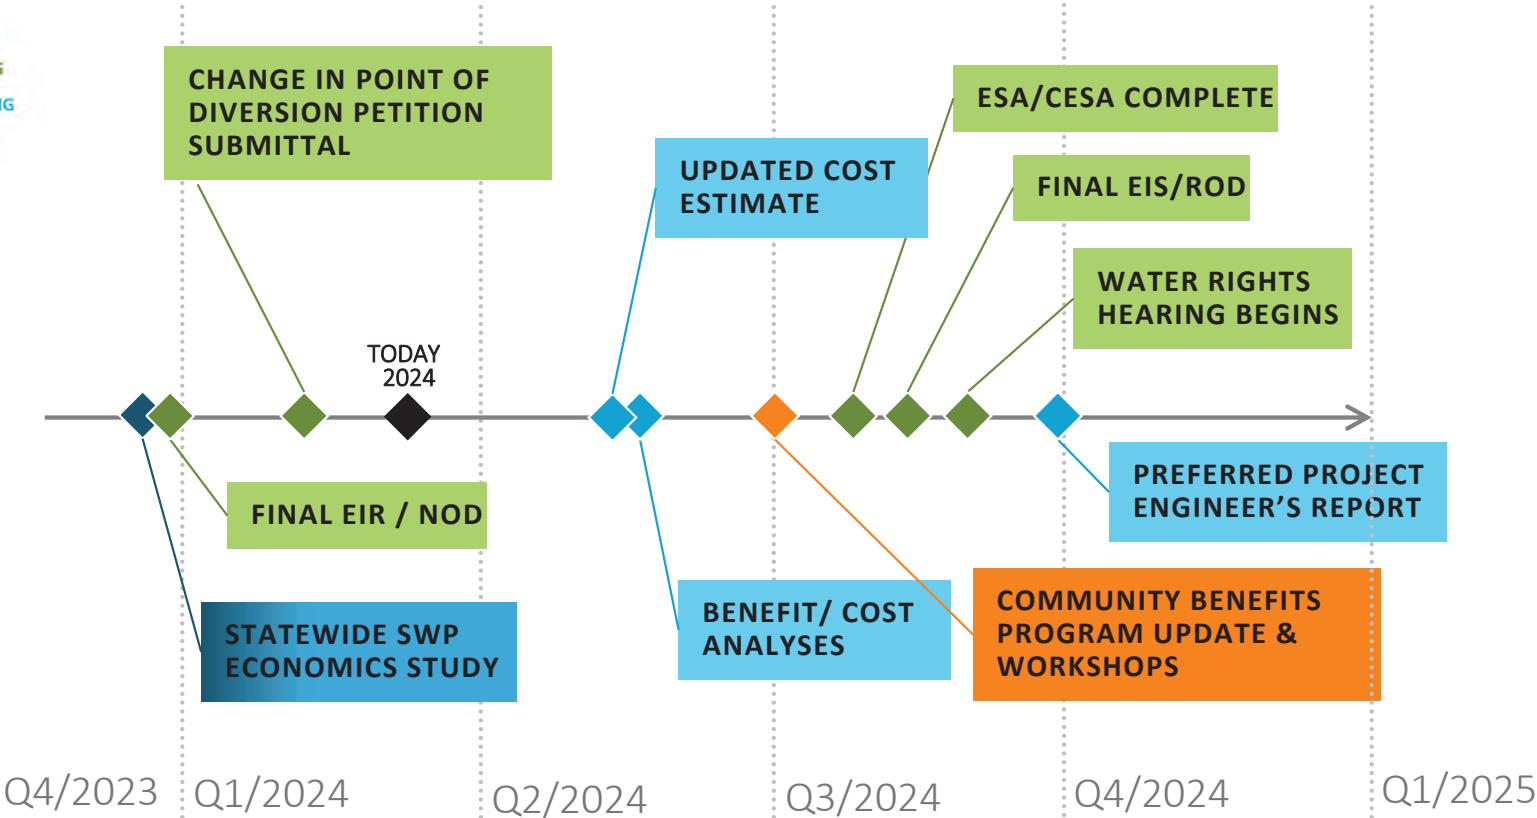 NG
CHANGE IN POINT OF
DIVERSION PETITION
SUBMITTAL
ESA/CESA COMPLETE
UPDATED COST
ESTIMATE
FINAL EIS/ROD
WATER RIGHTS
HEARING BEGINS
TODAY
2024
FINAL EIR / NOD
PREFERRED PROJECT
ENGINEER’S REPORT
STATEWIDE SWP
ECONOMICS STUDY
BENEFIT/ COST
ANALYSES
COMMUNITY BENEFITS
PROGRAM UPDATE &
WORKSHOPS
Q4/2023
Q1/2024
Q2/2024
Q3/2024
Q4/2024
Q1/2025